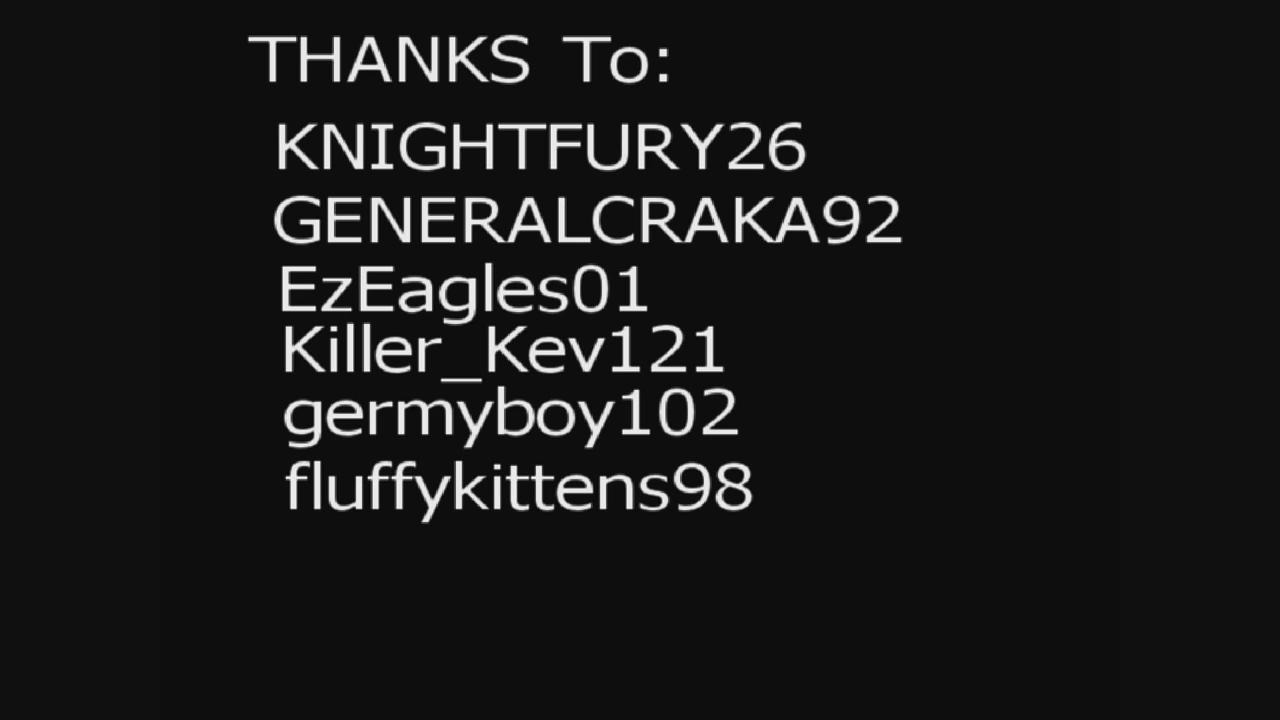 THANKS To:
KNIGHTFURY26
GENERALCRAKA92
EzEagles01
Killer_Kev121
germyboy102
fluffykittens98